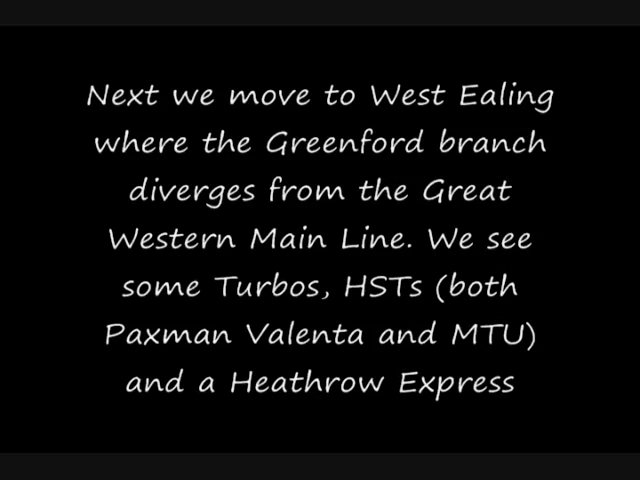 Next we move to West Ealing
where the Greenford branch
diverges from the Great
Western Main Line. We see
some Turbos, HSTs (both
Paxman Valenta and MTU)
and a Heathrow Express